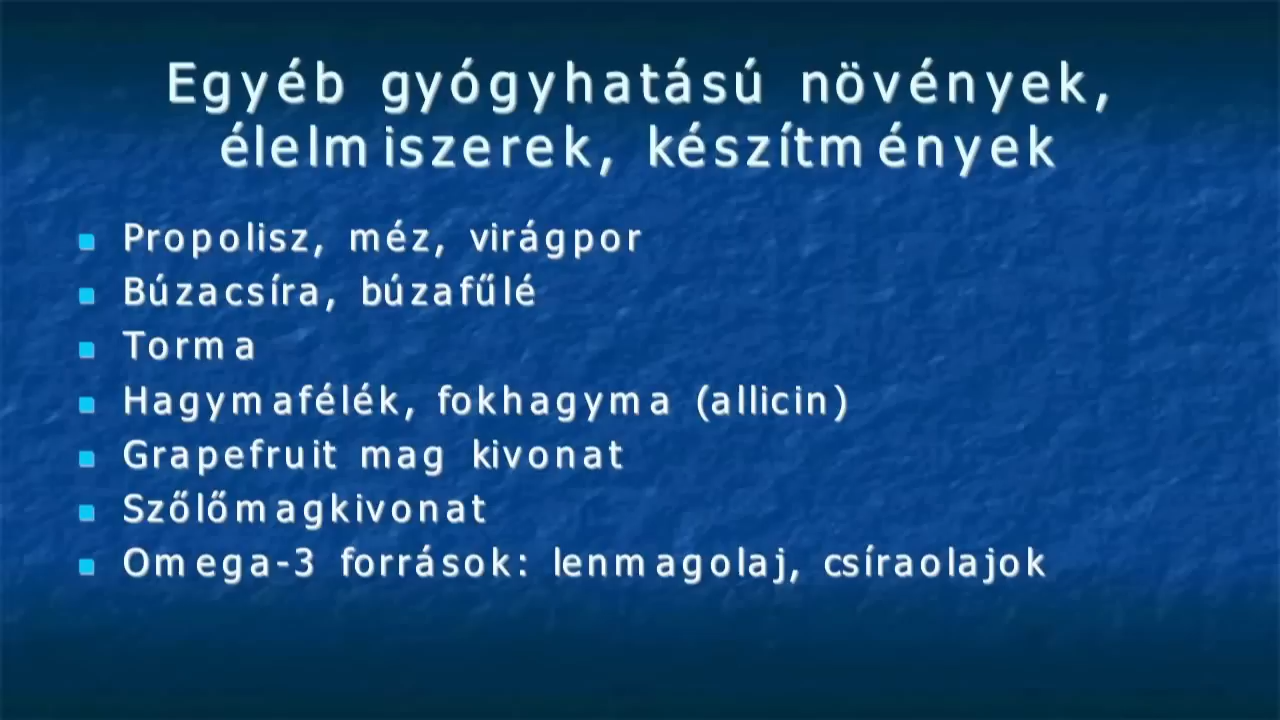 Egyéb gyógyhatású növények,
élelmiszerek, készítmények
Propolisz, méz, virágpor
Búzacsíra, búzafűlé
Torma
Hagymafélék, fokhagyma (allicin)
Grapefruit mag kivonat
Szőlőmagkivonat
Omega-3 források: lenmagolaj, csíraolajok